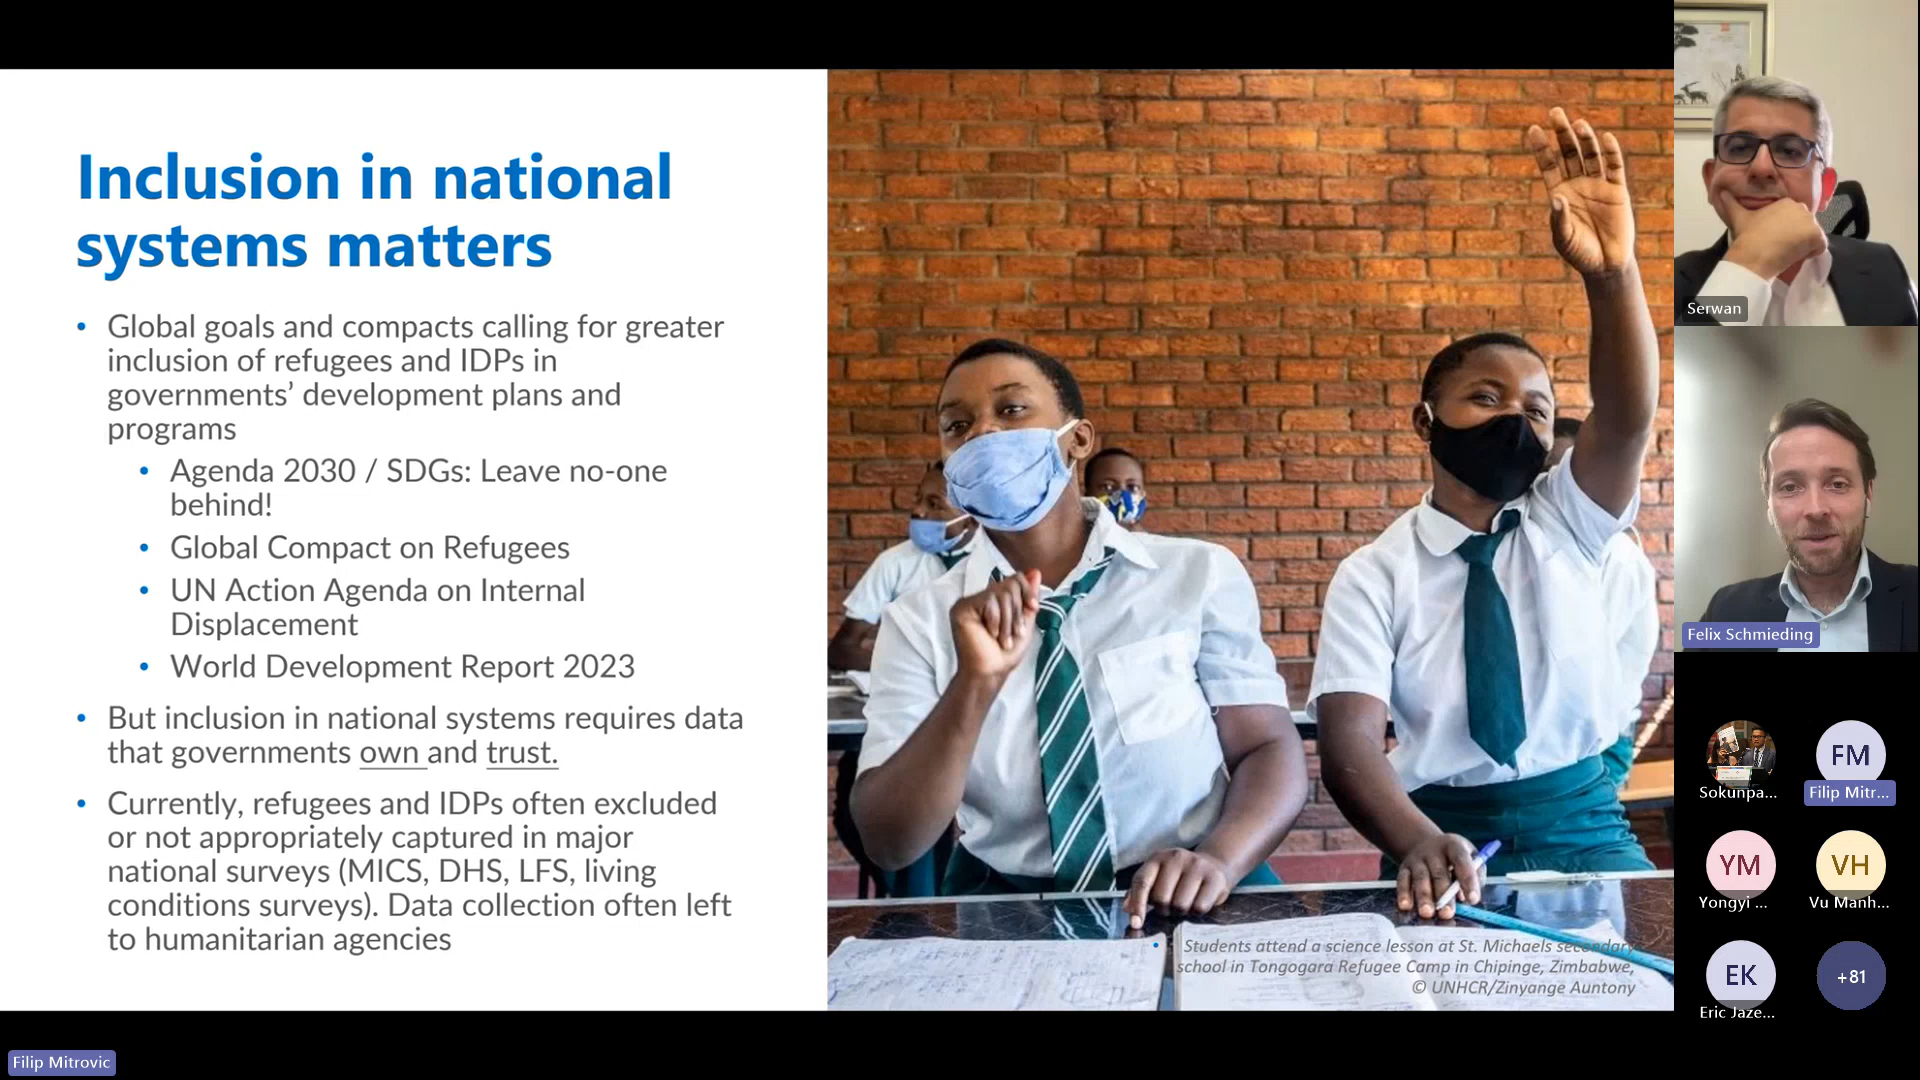 Inclusion in national
systems matters
• Global goals and compacts calling for greater
inclusion of refugees and IDPs in
governments’ development plans and
programs
• Agenda 2030 / SDGs: Leave no-one
behind!
• Global Compact on Refugees
• UN Action Agenda on Internal
Displacement
• World Development Report 2023
• But inclusion in national systems requires data
that governments own and trust.
• Currently, refugees and IDPs often excluded
or not appropriately captured in major
national surveys (MICS, DHS, LFS, living
conditions surveys). Data collection often left
to humanitarian agencies
• Students attend a science lesson at St. Michaels secondary
school in Tongogara Refugee Camp in Chipinge, Zimbabwe,
© UNHCR/Zinyange Auntony
Serwan
Felix Schmieding
Sokunpa...
FM
Filip Mitr...
YM
Yongyi ...
VH
Vu Manh...
EK
Eric Jaze...
+81
Filip Mitrovic